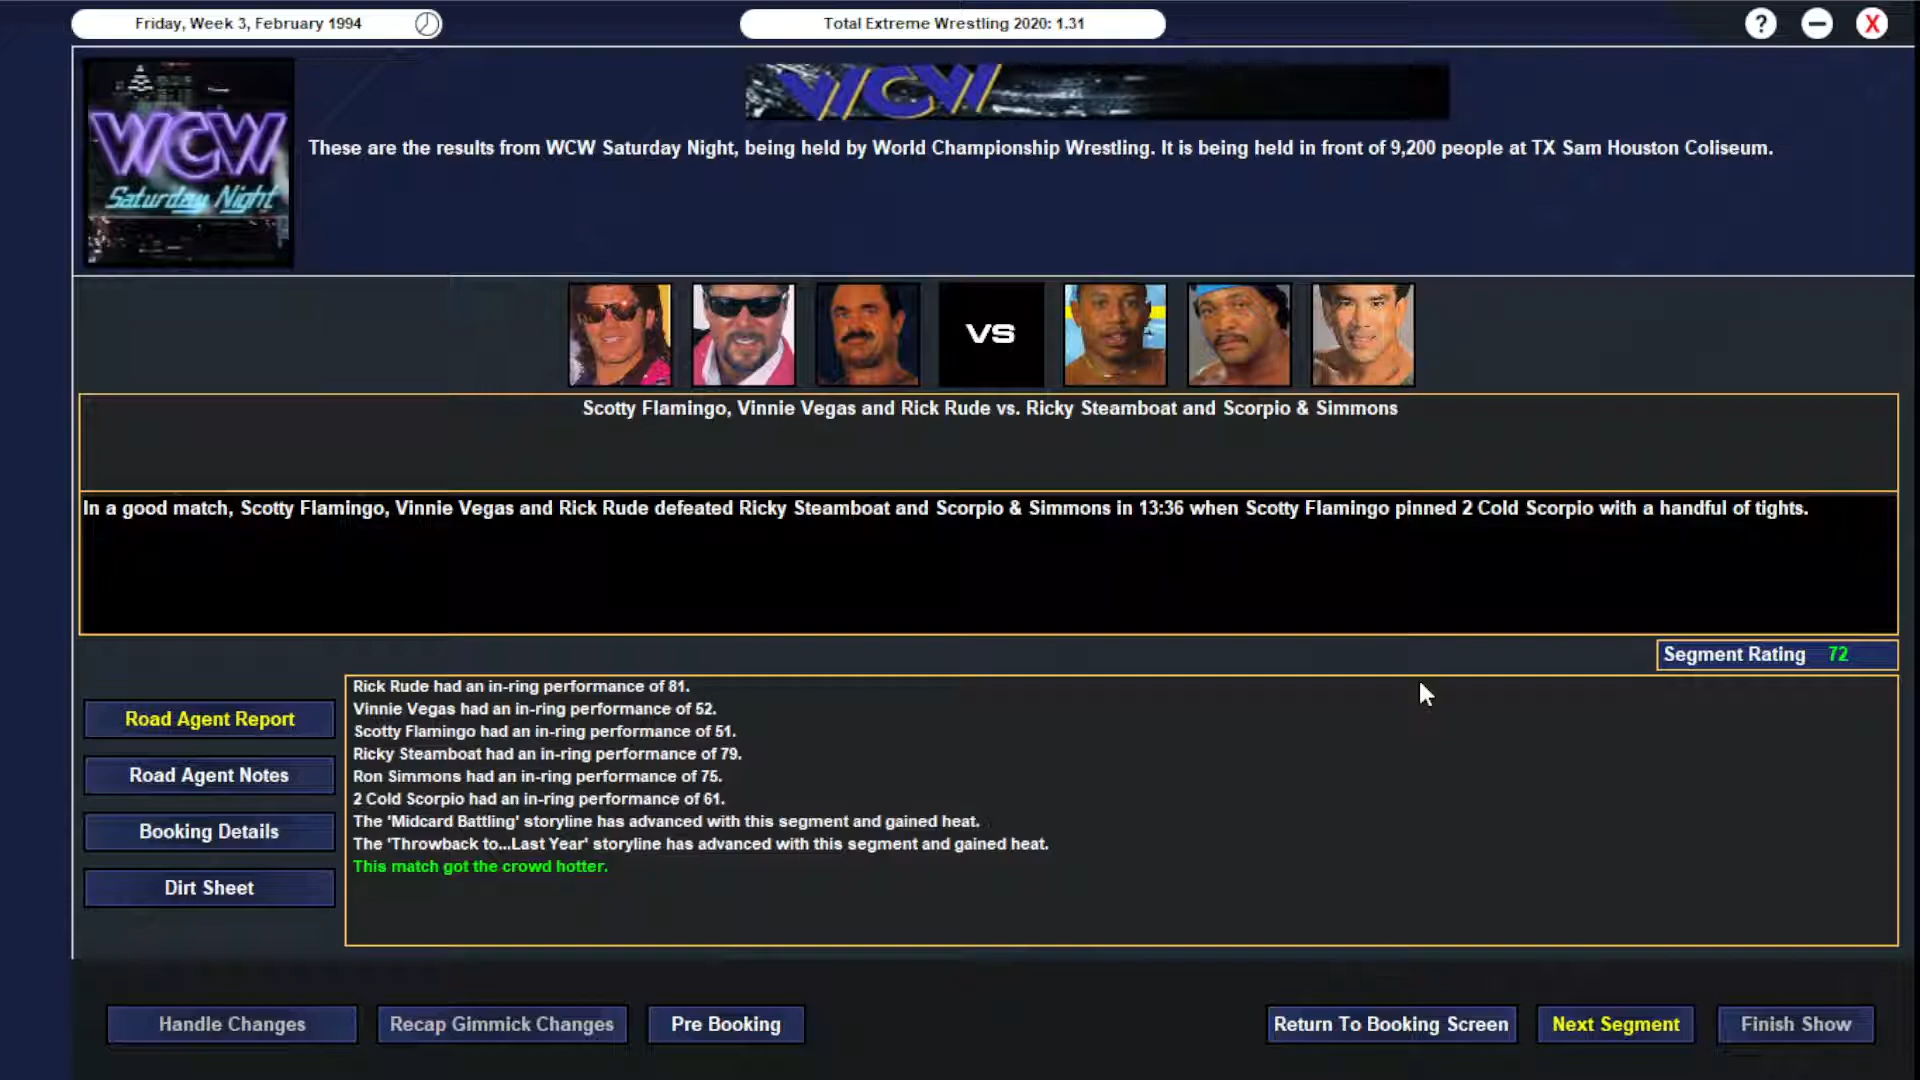 Friday, Week 3, February 1994
Total Extreme Wrestling 2020: 1.31
?
X
WCW
WCW
Saturday Night
These are the results from WCW Saturday Night, being held by World Championship Wrestling. It is being held in front of 9,200 people at TX Sam Houston Coliseum.
VS
Scotty Flamingo, Vinnie Vegas and Rick Rude vs. Ricky Steamboat and Scorpio & Simmons
In a good match, Scotty Flamingo, Vinnie Vegas and Rick Rude defeated Ricky Steamboat and Scorpio & Simmons in 13:36 when Scotty Flamingo pinned 2 Cold Scorpio with a handful of tights.
Segment Rating 72
Road Agent Report
Road Agent Notes
Booking Details
Dirt Sheet
Rick Rude had an in-ring performance of 81.
Vinnie Vegas had an in-ring performance of 52.
Scotty Flamingo had an in-ring performance of 51.
Ricky Steamboat had an in-ring performance of 79.
Ron Simmons had an in-ring performance of 75.
2 Cold Scorpio had an in-ring performance of 61.
The 'Midcard Battling' storyline has advanced with this segment and gained heat.
The 'Throwback to...Last Year' storyline has advanced with this segment and gained heat.
This match got the crowd hotter.
Handle Changes
Recap Gimmick Changes
Pre Booking
Return To Booking Screen
Next Segment
Finish Show